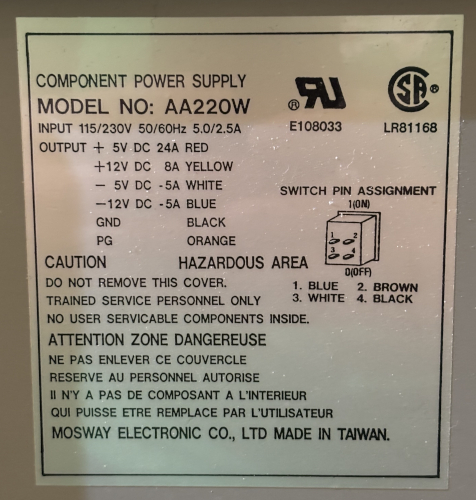 COMPONENT POWER SUPPLY
MODEL NO: AA220W
INPUT 115/230V 50/60Hz 5.0/2.5A
OUTPUT + 5V DC 24A RED
+12V DC 8A YELLOW
- 5V DC -5A WHITE
-12V DC -5A BLUE
GND BLACK
PG ORANGE
® RU
E108033
SA ®
LR81168
SWITCH PIN ASSIGNMENT
1(ON)
1 2
3 4
0(OFF)
1. BLUE 2. BROWN
3. WHITE 4. BLACK
CAUTION HAZARDOUS AREA
DO NOT REMOVE THIS COVER.
TRAINED SERVICE PERSONNEL ONLY
NO USER SERVICABLE COMPONENTS INSIDE.
ATTENTION ZONE DANGEREUSE
NE PAS ENLEVER CE COUVERCLE
RESERVE AU PERSONNEL AUTORISE
II N'Y A PAS DE COMPOSANT A L'INTERIEUR
QUI PUISSE ETRE REMPLACE PAR L'UTILISATEUR
MOSWAY ELECTRONIC CO., LTD MADE IN TAIWAN.